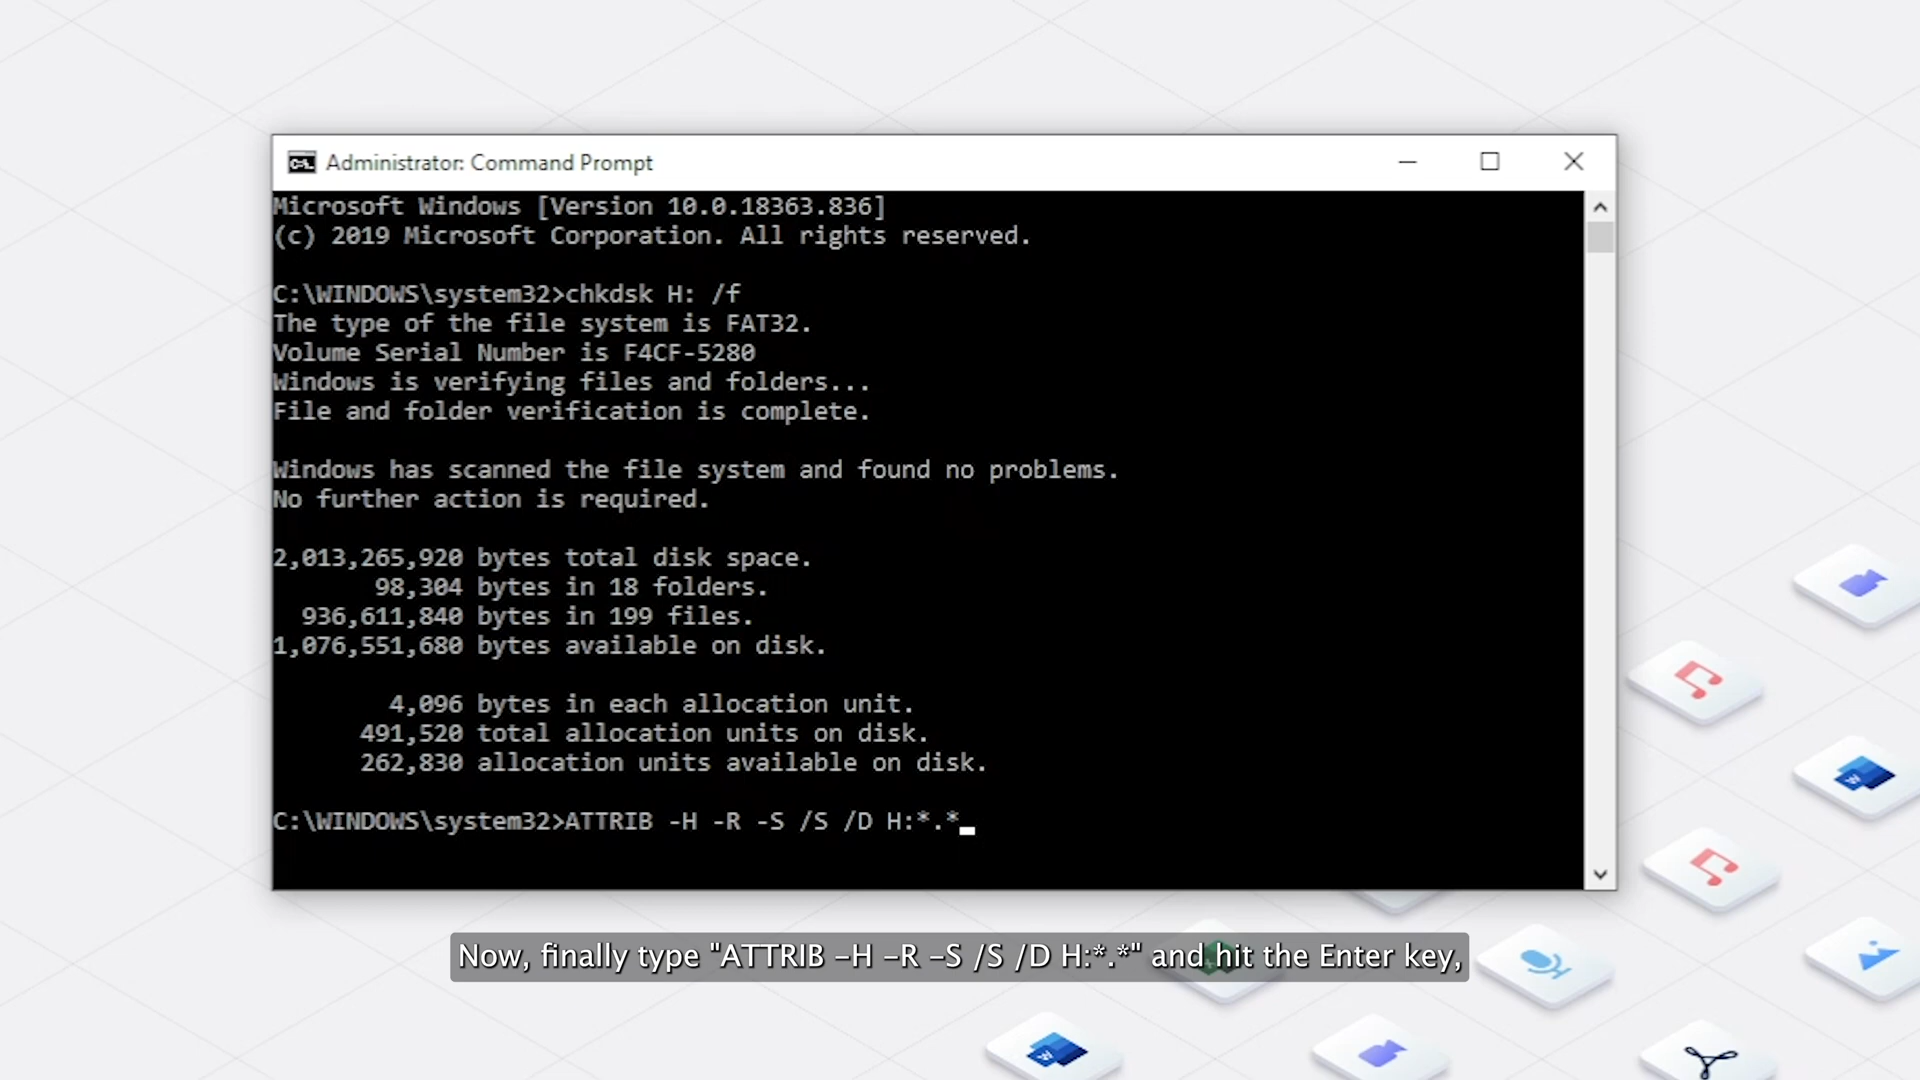 Administrator: Command Prompt
Microsoft Windows [Version 10.0.18363.836]
(c) 2019 Microsoft Corporation. All rights reserved.
C:\WINDOWS\system32>chkdsk H: /f
The type of the file system is FAT32.
Volume Serial Number is F4CF-5280
Windows is verifying files and folders...
File and folder verification is complete.
Windows has scanned the file system and found no problems.
No further action is required.
2,013,265,920 bytes total disk space.
98,304 bytes in 18 folders.
936,611,840 bytes in 199 files.
1,076,551,680 bytes available on disk.
4,096 bytes in each allocation unit.
491,520 total allocation units on disk.
262,830 allocation units available on disk.
C:\WINDOWS\system32>ATTRIB -H -R -S /S /D H:*.*
Now, finally type "ATTRIB –H –R –S /S /D H:*.*" and hit the Enter key,